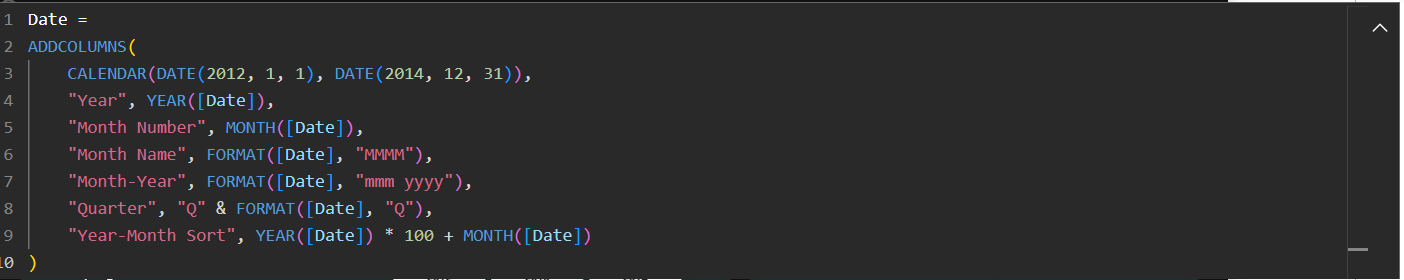 1 Date =
2 ADDCOLUMNS(
3 CALENDAR(DATE(2012, 1, 1), DATE(2014, 12, 31)),
4 "Year", YEAR([Date]),
5 "Month Number", MONTH([Date]),
6 "Month Name", FORMAT([Date], "MMMM"),
7 "Month-Year", FORMAT([Date], "mmm yyyy"),
8 "Quarter", "Q" & FORMAT([Date], "Q"),
9 "Year-Month Sort", YEAR([Date]) * 100 + MONTH([Date])
10 )